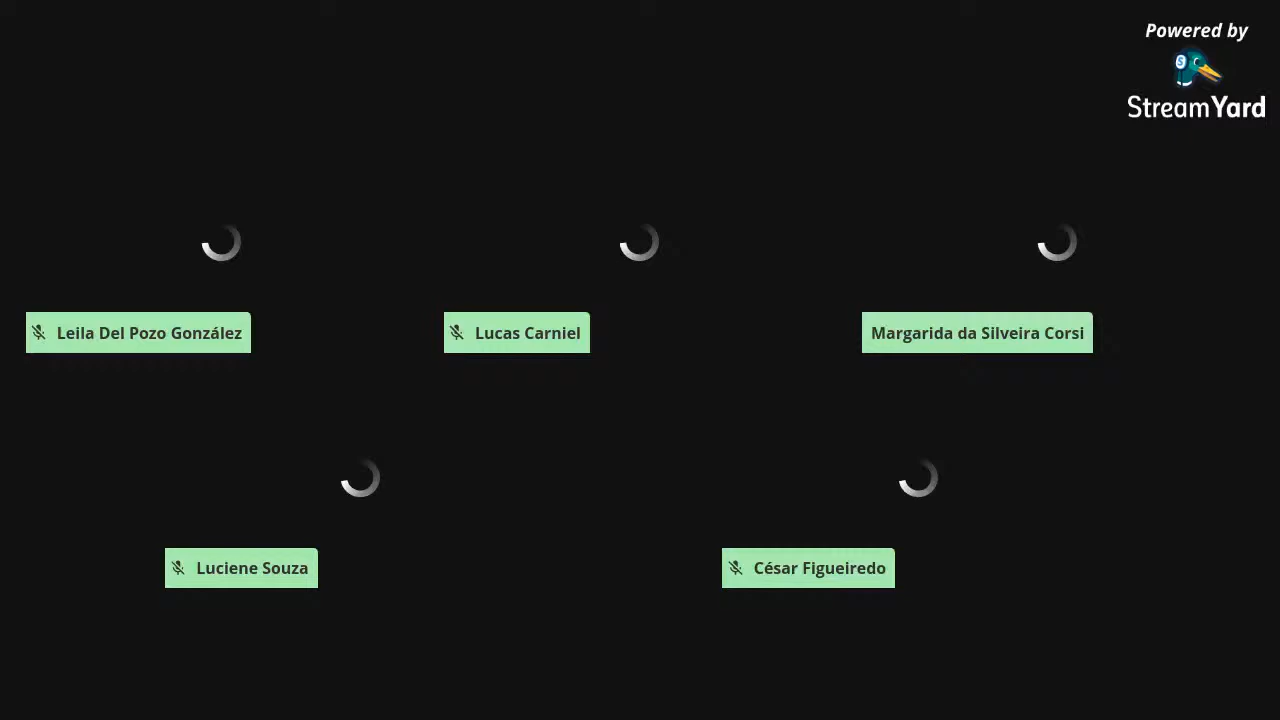 Powered by
S
StreamYard
Leila Del Pozo González
Lucas Carniel
Margarida da Silveira Corsi
Luciene Souza
César Figueiredo